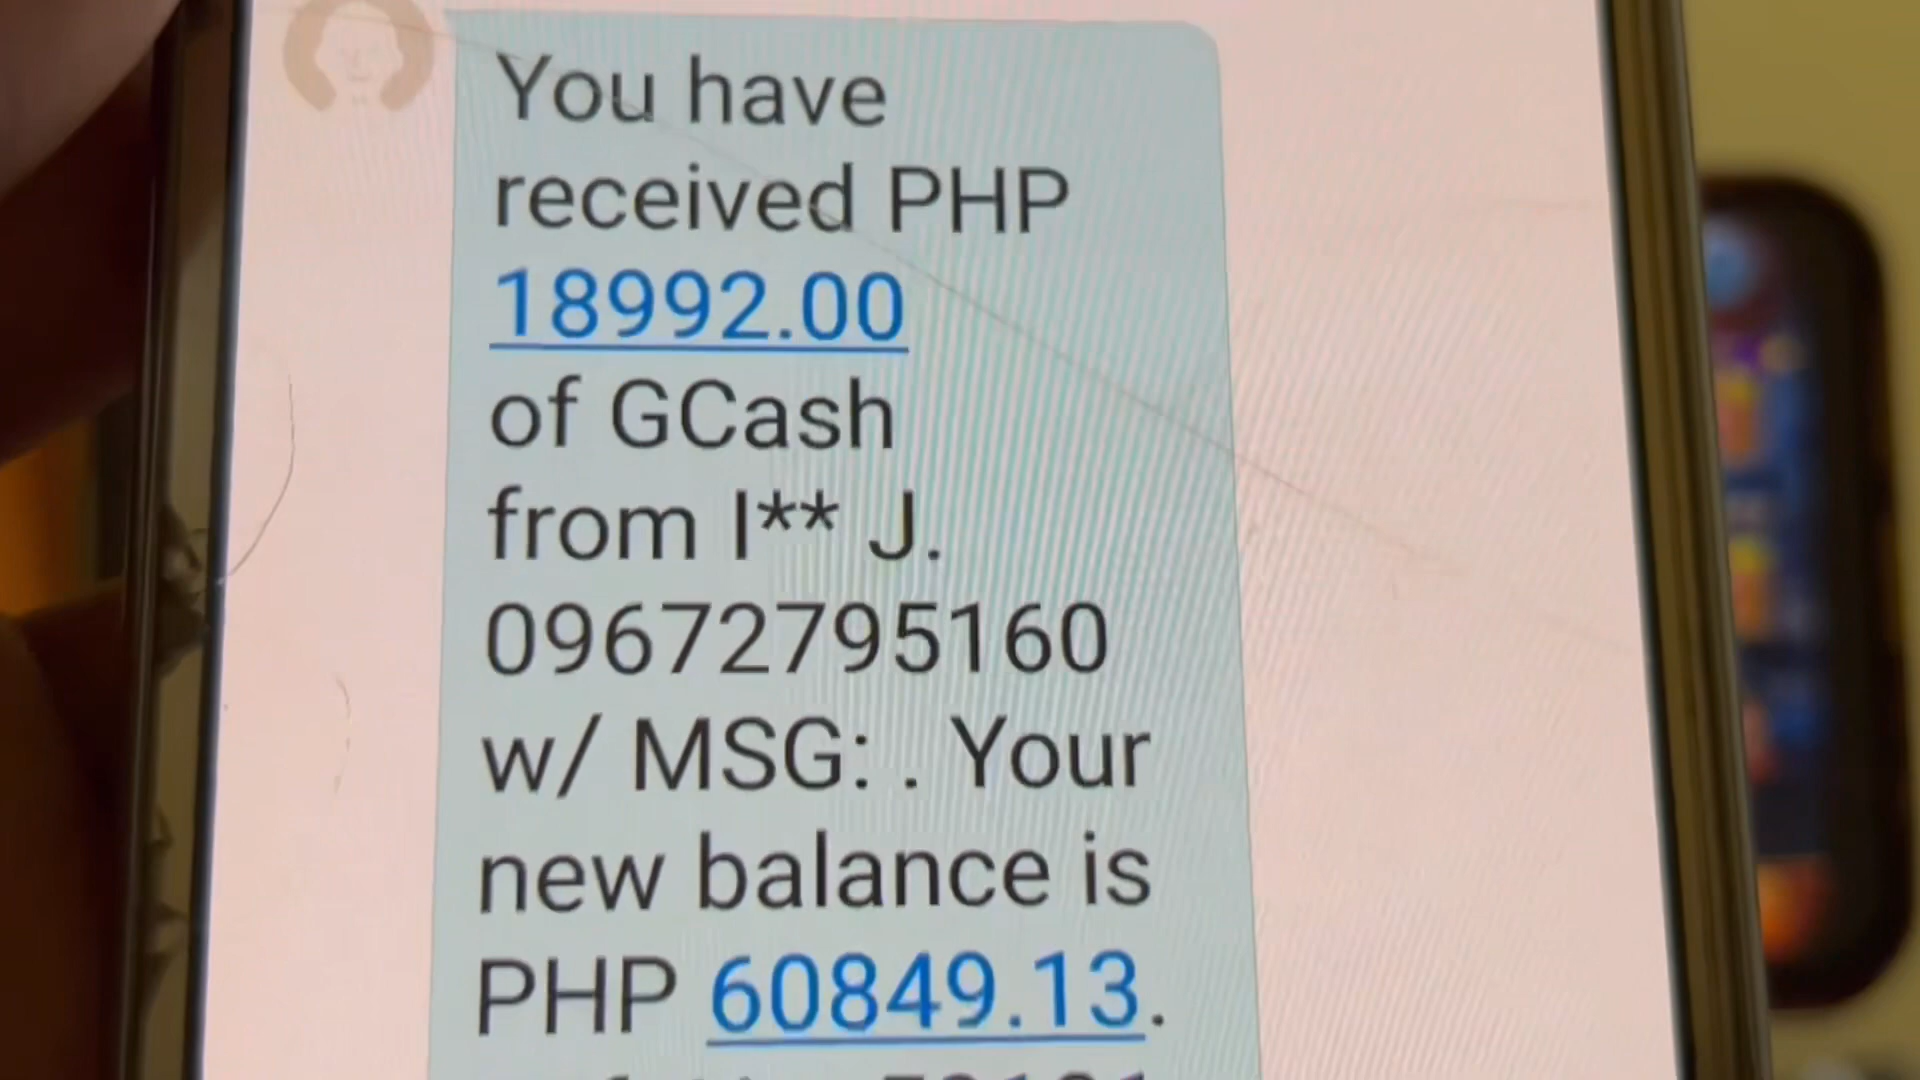 You have
received PHP
18992.00
of GCash
from I** J.
09672795160
w/ MSG: . Your
new balance is
PHP 60849.13.